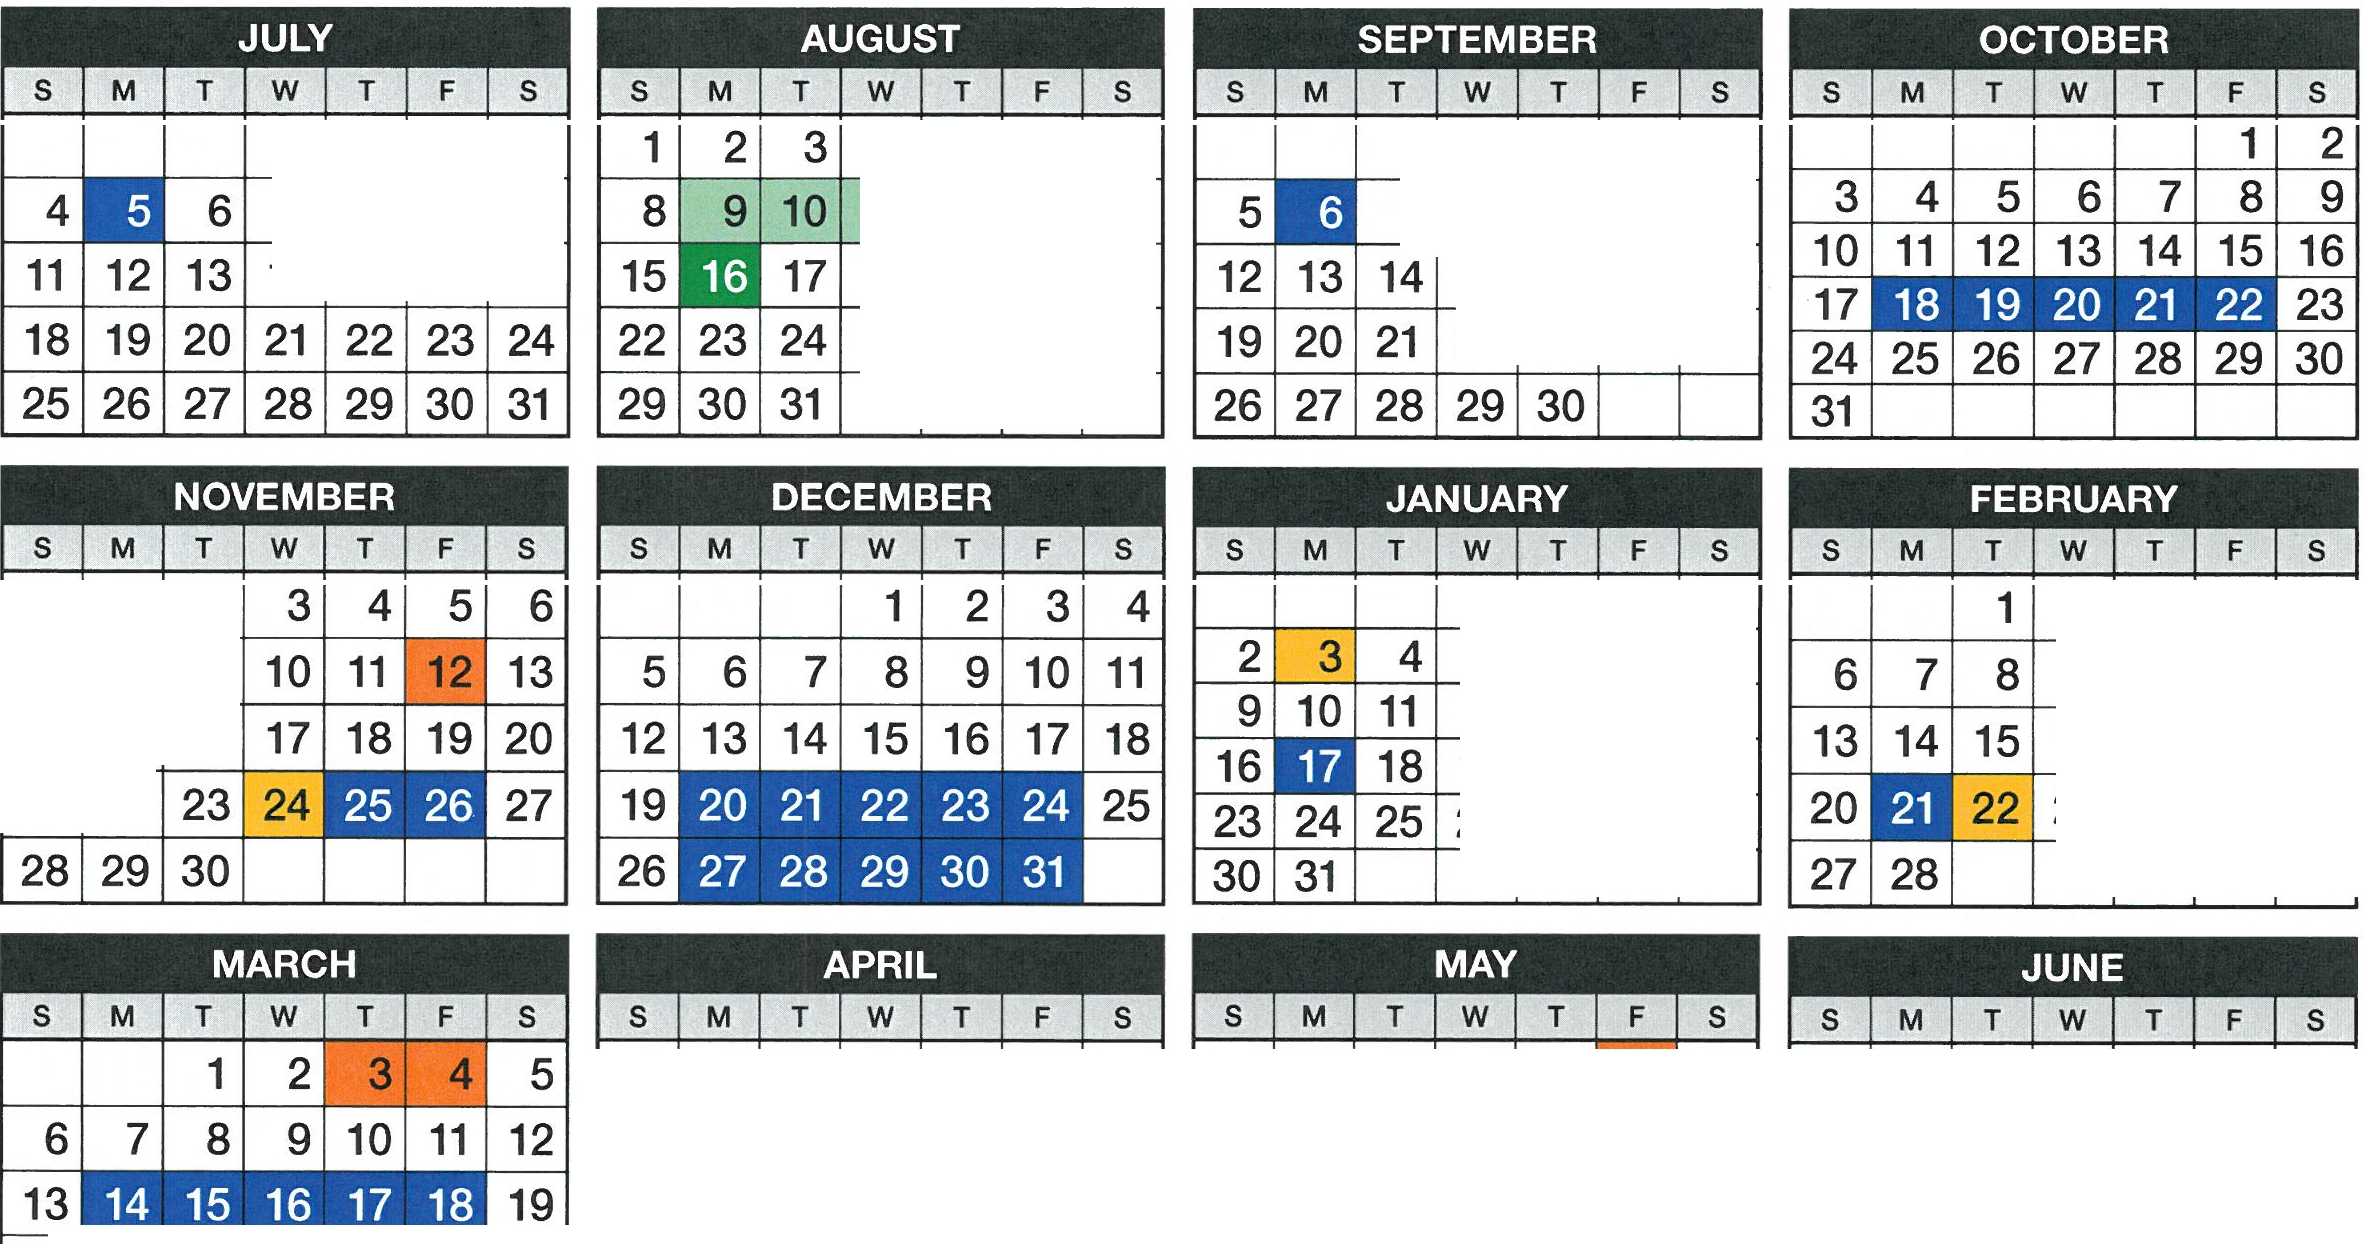 JULY
S M T W T F S
4 5 6
11 12 13
18 19 20 21 22 23 24
25 26 27 28 29 30 31
AUGUST
S M T W T F S
1 2 3
8 9 10
15 16 17
22 23 24
29 30 31
SEPTEMBER
S M T W T F S
5 6
12 13 14
19 20 21
26 27 28 29 30
OCTOBER
S M T W T F S
1 2
3 4 5 6 7 8 9
10 11 12 13 14 15 16
17 18 19 20 21 22 23
24 25 26 27 28 29 30
31
NOVEMBER
S M T W T F S
3 4 5 6
10 11 12 13
17 18 19 20
23 24 25 26 27
28 29 30
DECEMBER
S M T W T F S
1 2 3 4
5 6 7 8 9 10 11
12 13 14 15 16 17 18
19 20 21 22 23 24 25
26 27 28 29 30 31
JANUARY
S M T W T F S
2 3 4
9 10 11
16 17 18
23 24 25
30 31
FEBRUARY
S M T W T F S
1
6 7 8
13 14 15
20 21 22
27 28
MARCH
S M T W T F S
1 2 3 4 5
6 7 8 9 10 11 12
13 14 15 16 17 18 19
APRIL
S M T W T F S
MAY
S M T W T F S
JUNE
S M T W T F S